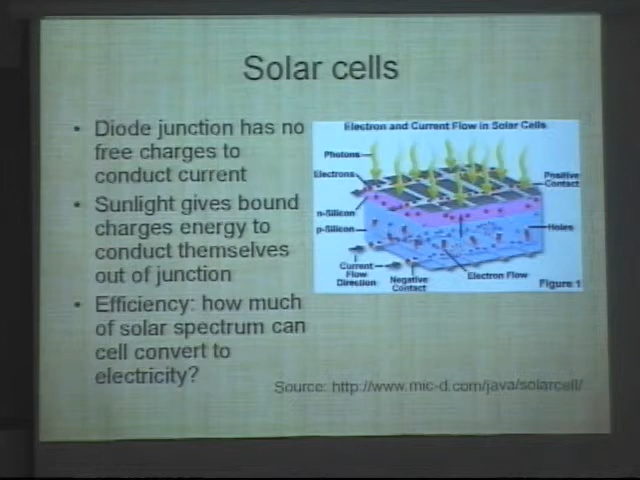 Solar cells
• Diode junction has no
free charges to
conduct current
• Sunlight gives bound
charges energy to
conduct themselves
out of junction
• Efficiency: how much
of solar spectrum can
cell convert to
electricity?
Electron and Current Flow in Solar Cells
Photons
Electrons
Positive
Contact
n-Silicon
p-Silicon
Holes
Current
Flow
Direction
Negative
Contact
Electron Flow
Figure 1
Source: http://www.mic-d.com/java/solarcell/